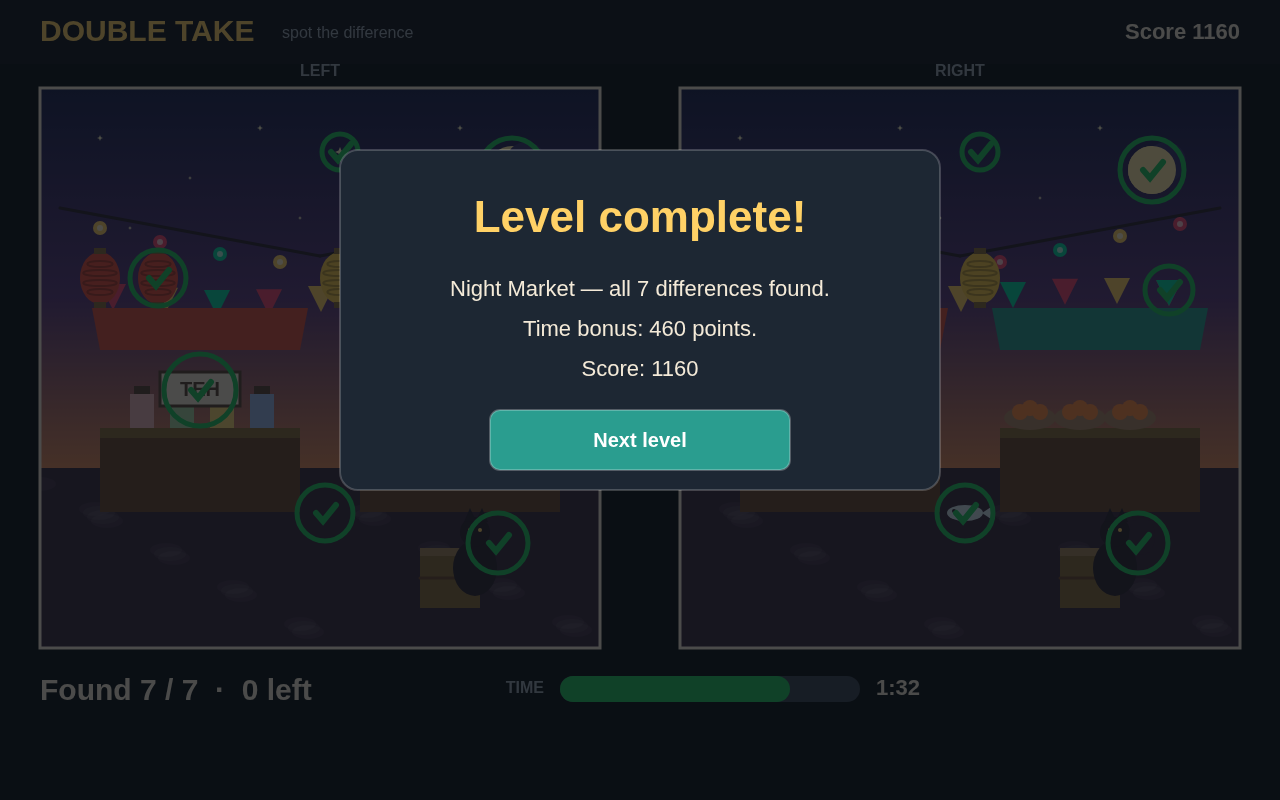 DOUBLE TAKE
spot the difference
Score 1160
LEFT
RIGHT
Level complete!
Night Market — all 7 differences found.
Time bonus: 460 points.
Score: 1160
TEH
Next level
Found 7 / 7 · 0 left
TIME
1:32